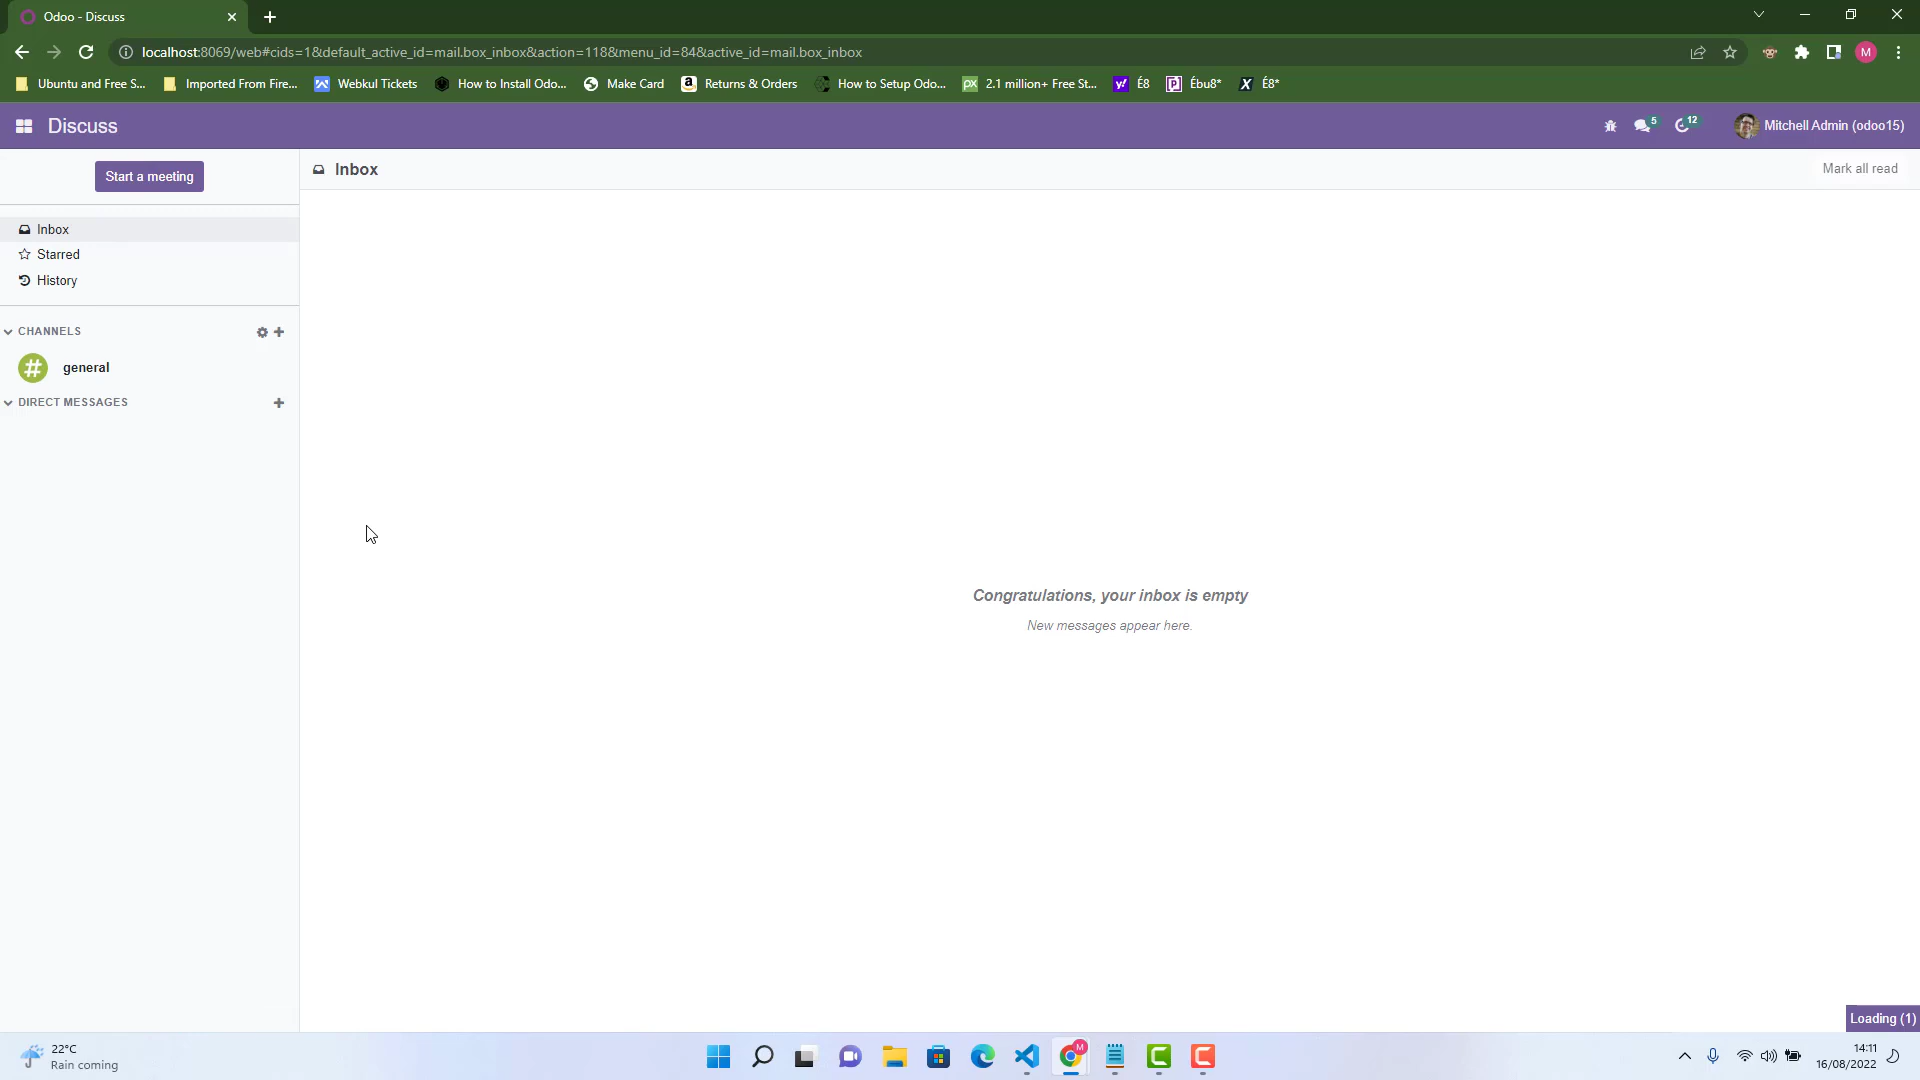 Odoo - Discuss
localhost:8069/web#cids=1&default_active_id=mail.box_inbox&action=118&menu_id=84&active_id=mail.box_inbox
M
Ubuntu and Free S...
Imported From Fire...
Webkul Tickets
How to Install Odo...
Make Card
Returns & Orders
How to Setup Odo...
2.1 million+ Free St...
É8
Ébu8*
É8*
Discuss
5
12
Mitchell Admin (odoo15)
Start a meeting
Inbox
Mark all read
Inbox
Starred
History
CHANNELS
general
DIRECT MESSAGES
Congratulations, your inbox is empty
New messages appear here.
Loading (1)
22°C
Rain coming
M
14:11
16/08/2022